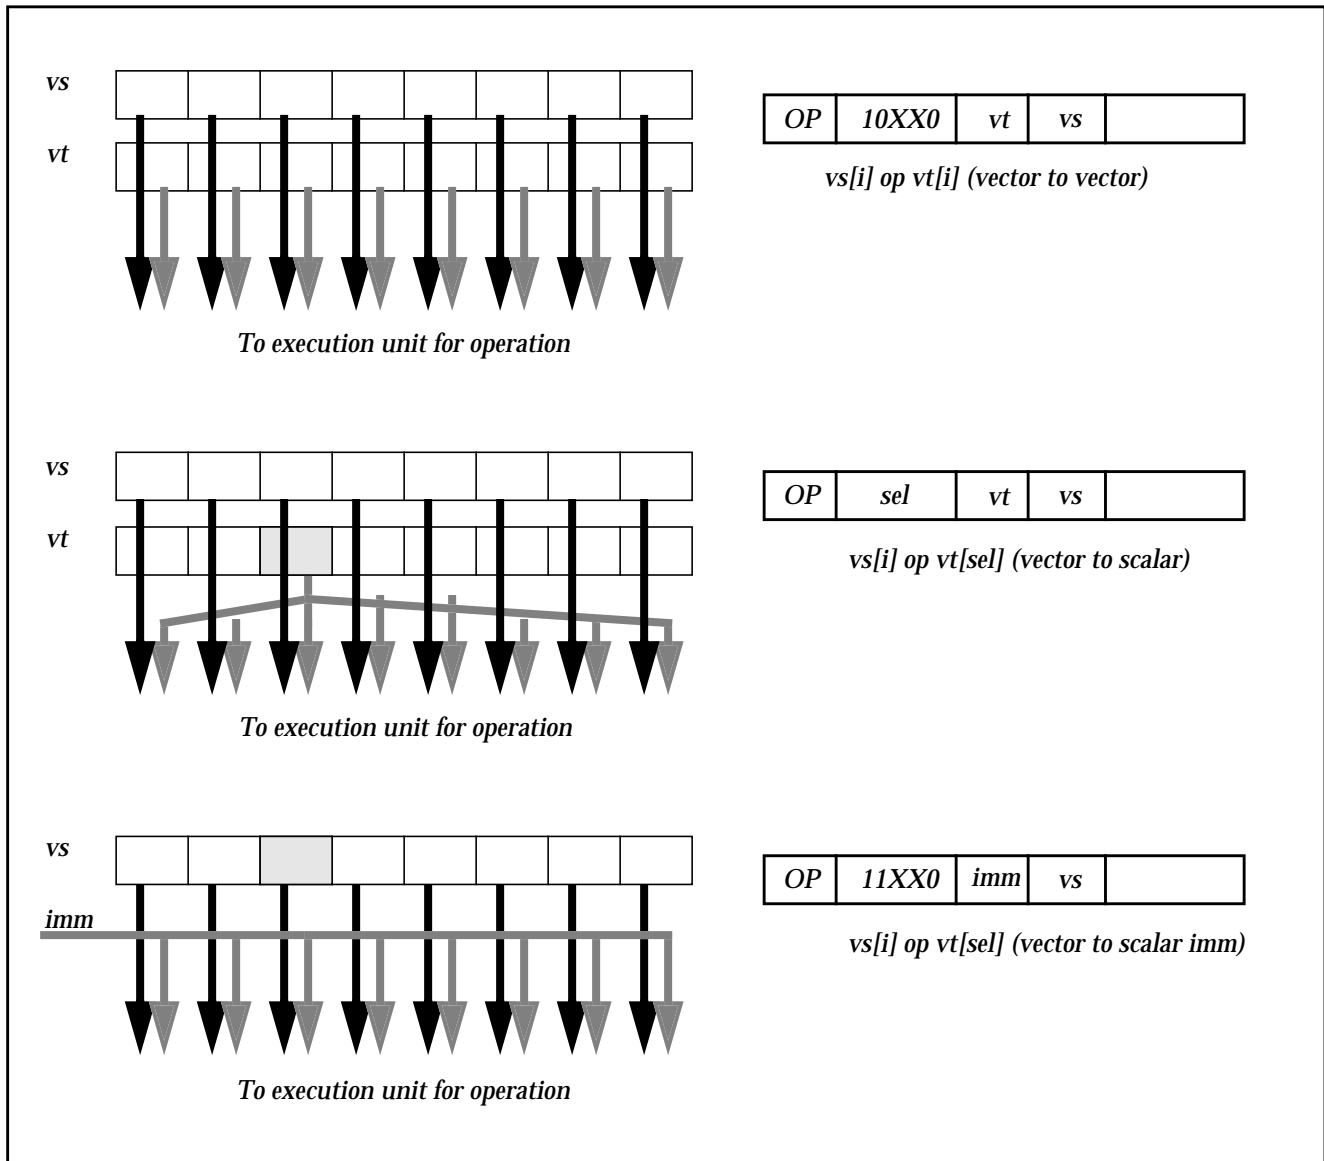 vs
vt
OP 10XX0 vt vs
vs[i] op vt[i] (vector to vector)
To execution unit for operation
vs
vt
OP sel vt vs
vs[i] op vt[sel] (vector to scalar)
To execution unit for operation
vs
imm
OP 11XX0 imm vs
vs[i] op vt[sel] (vector to scalar imm)
To execution unit for operation